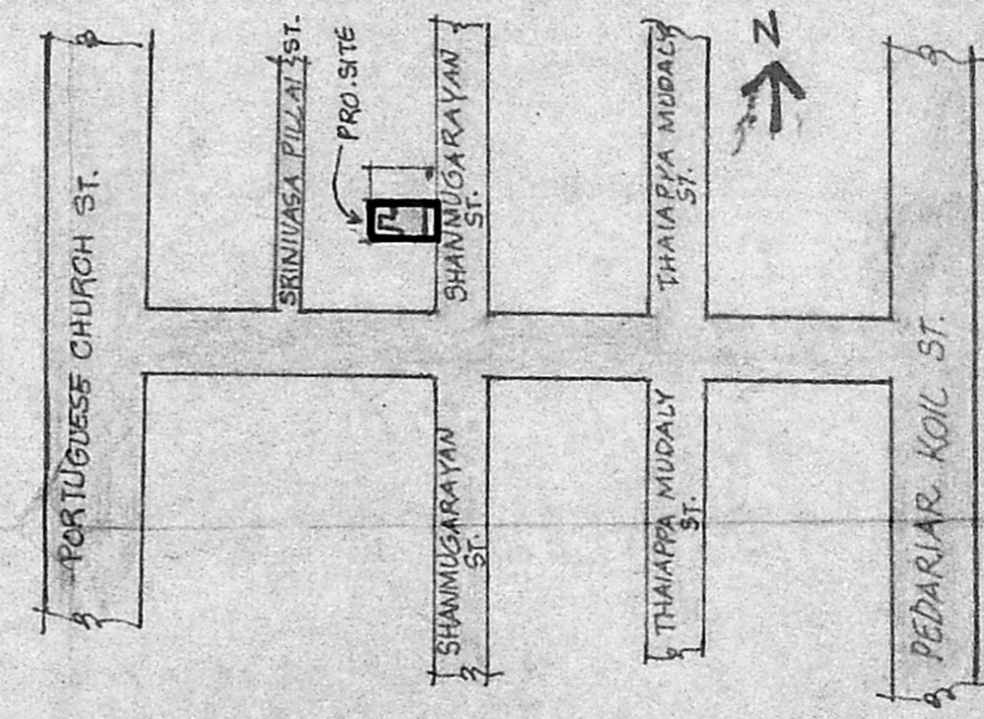 PORTUGUESE CHURCH ST.
SRINIVASA PILLAI ST.
PRO.SITE
SHANMUGARAYAN
ST.
SHANMUGARAYAN
ST.
THAIAPPA MUDALY
ST.
THAIAPPA MUDALY
ST.
N
PEDARIAR KOIL ST.